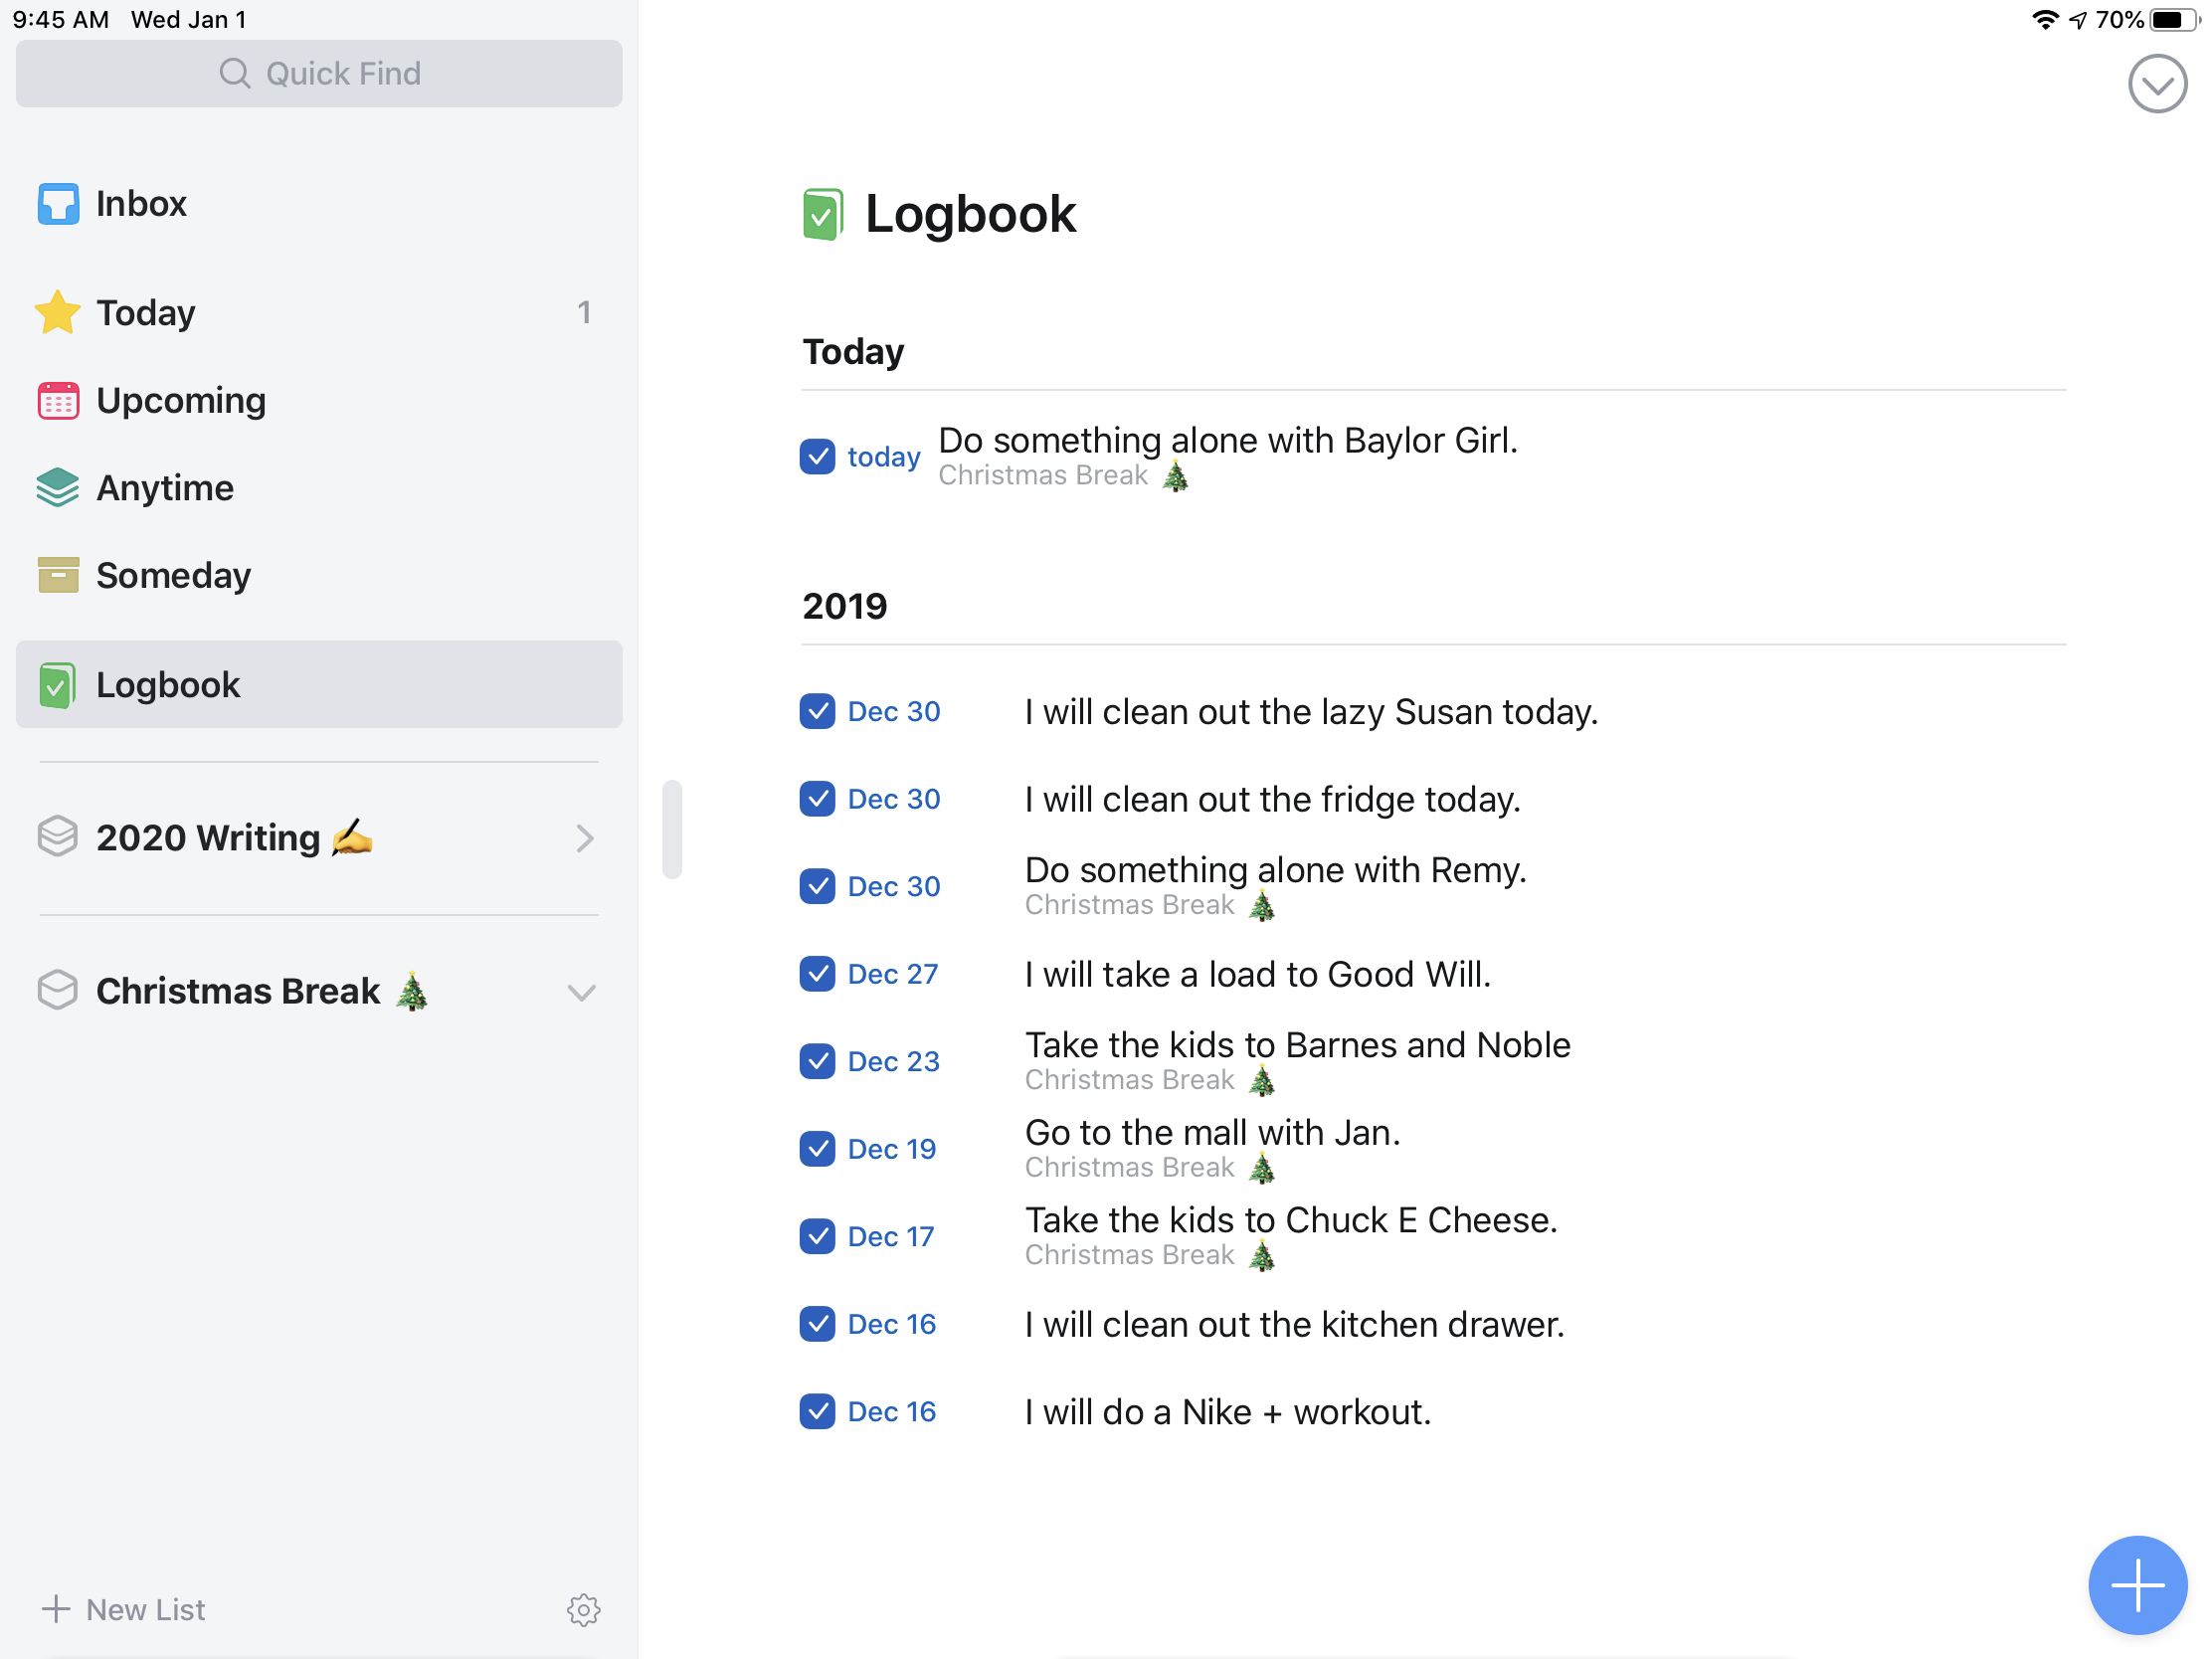 9:45 AM Wed Jan 1
70%
Quick Find
Inbox
Today 1
Upcoming
Anytime
Someday
Logbook
2020 Writing ✍️
Christmas Break 🎄
New List
Logbook
Today
today Do something alone with Baylor Girl.
Christmas Break 🎄
2019
Dec 30 I will clean out the lazy Susan today.
Dec 30 I will clean out the fridge today.
Dec 30 Do something alone with Remy.
Christmas Break 🎄
Dec 27 I will take a load to Good Will.
Dec 23 Take the kids to Barnes and Noble
Christmas Break 🎄
Dec 19 Go to the mall with Jan.
Christmas Break 🎄
Dec 17 Take the kids to Chuck E Cheese.
Christmas Break 🎄
Dec 16 I will clean out the kitchen drawer.
Dec 16 I will do a Nike + workout.